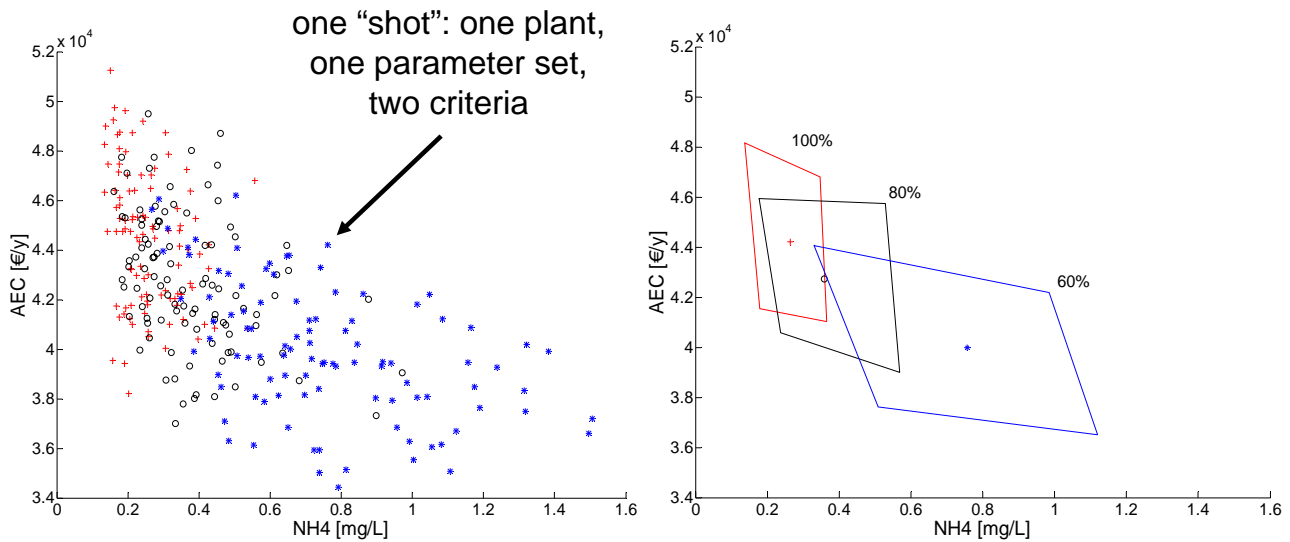 one “shot”: one plant,
one parameter set,
two criteria
x 10⁴
5.2
5
4.8
4.6
4.4
4.2
4
3.8
3.6
3.4
AEC [€/y]
0 0.2 0.4 0.6 0.8 1 1.2 1.4 1.6
NH4 [mg/L]
x 10⁴
5.2
5
4.8
4.6
4.4
4.2
4
3.8
3.6
3.4
AEC [€/y]
100%
80%
60%
0 0.2 0.4 0.6 0.8 1 1.2 1.4 1.6
NH4 [mg/L]